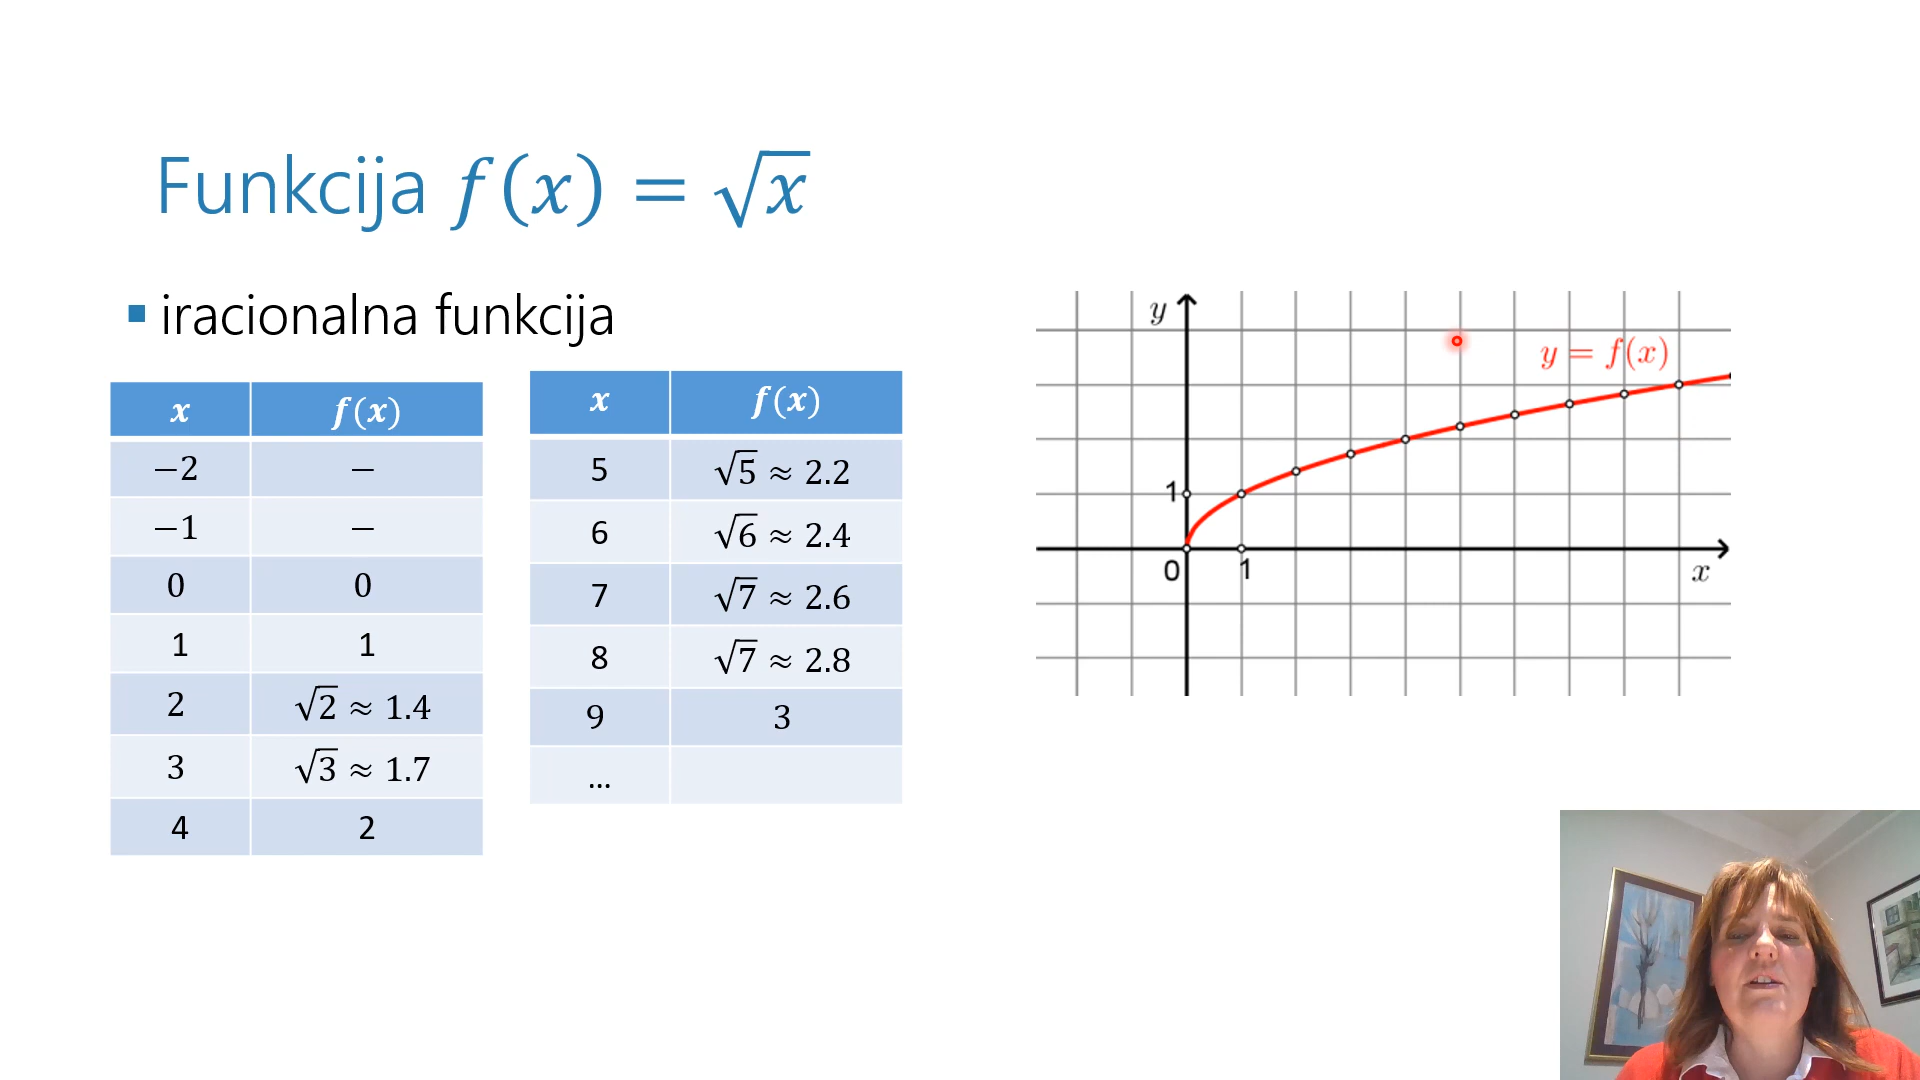 Funkcija f(x) = √x
▪ iracionalna funkcija
x f(x)
−2 −
−1 −
0 0
1 1
2 √2 ≈ 1.4
3 √3 ≈ 1.7
4 2
x f(x)
5 √5 ≈ 2.2
6 √6 ≈ 2.4
7 √7 ≈ 2.6
8 √7 ≈ 2.8
9 3
...
y
y = f(x)
1
0 1
x